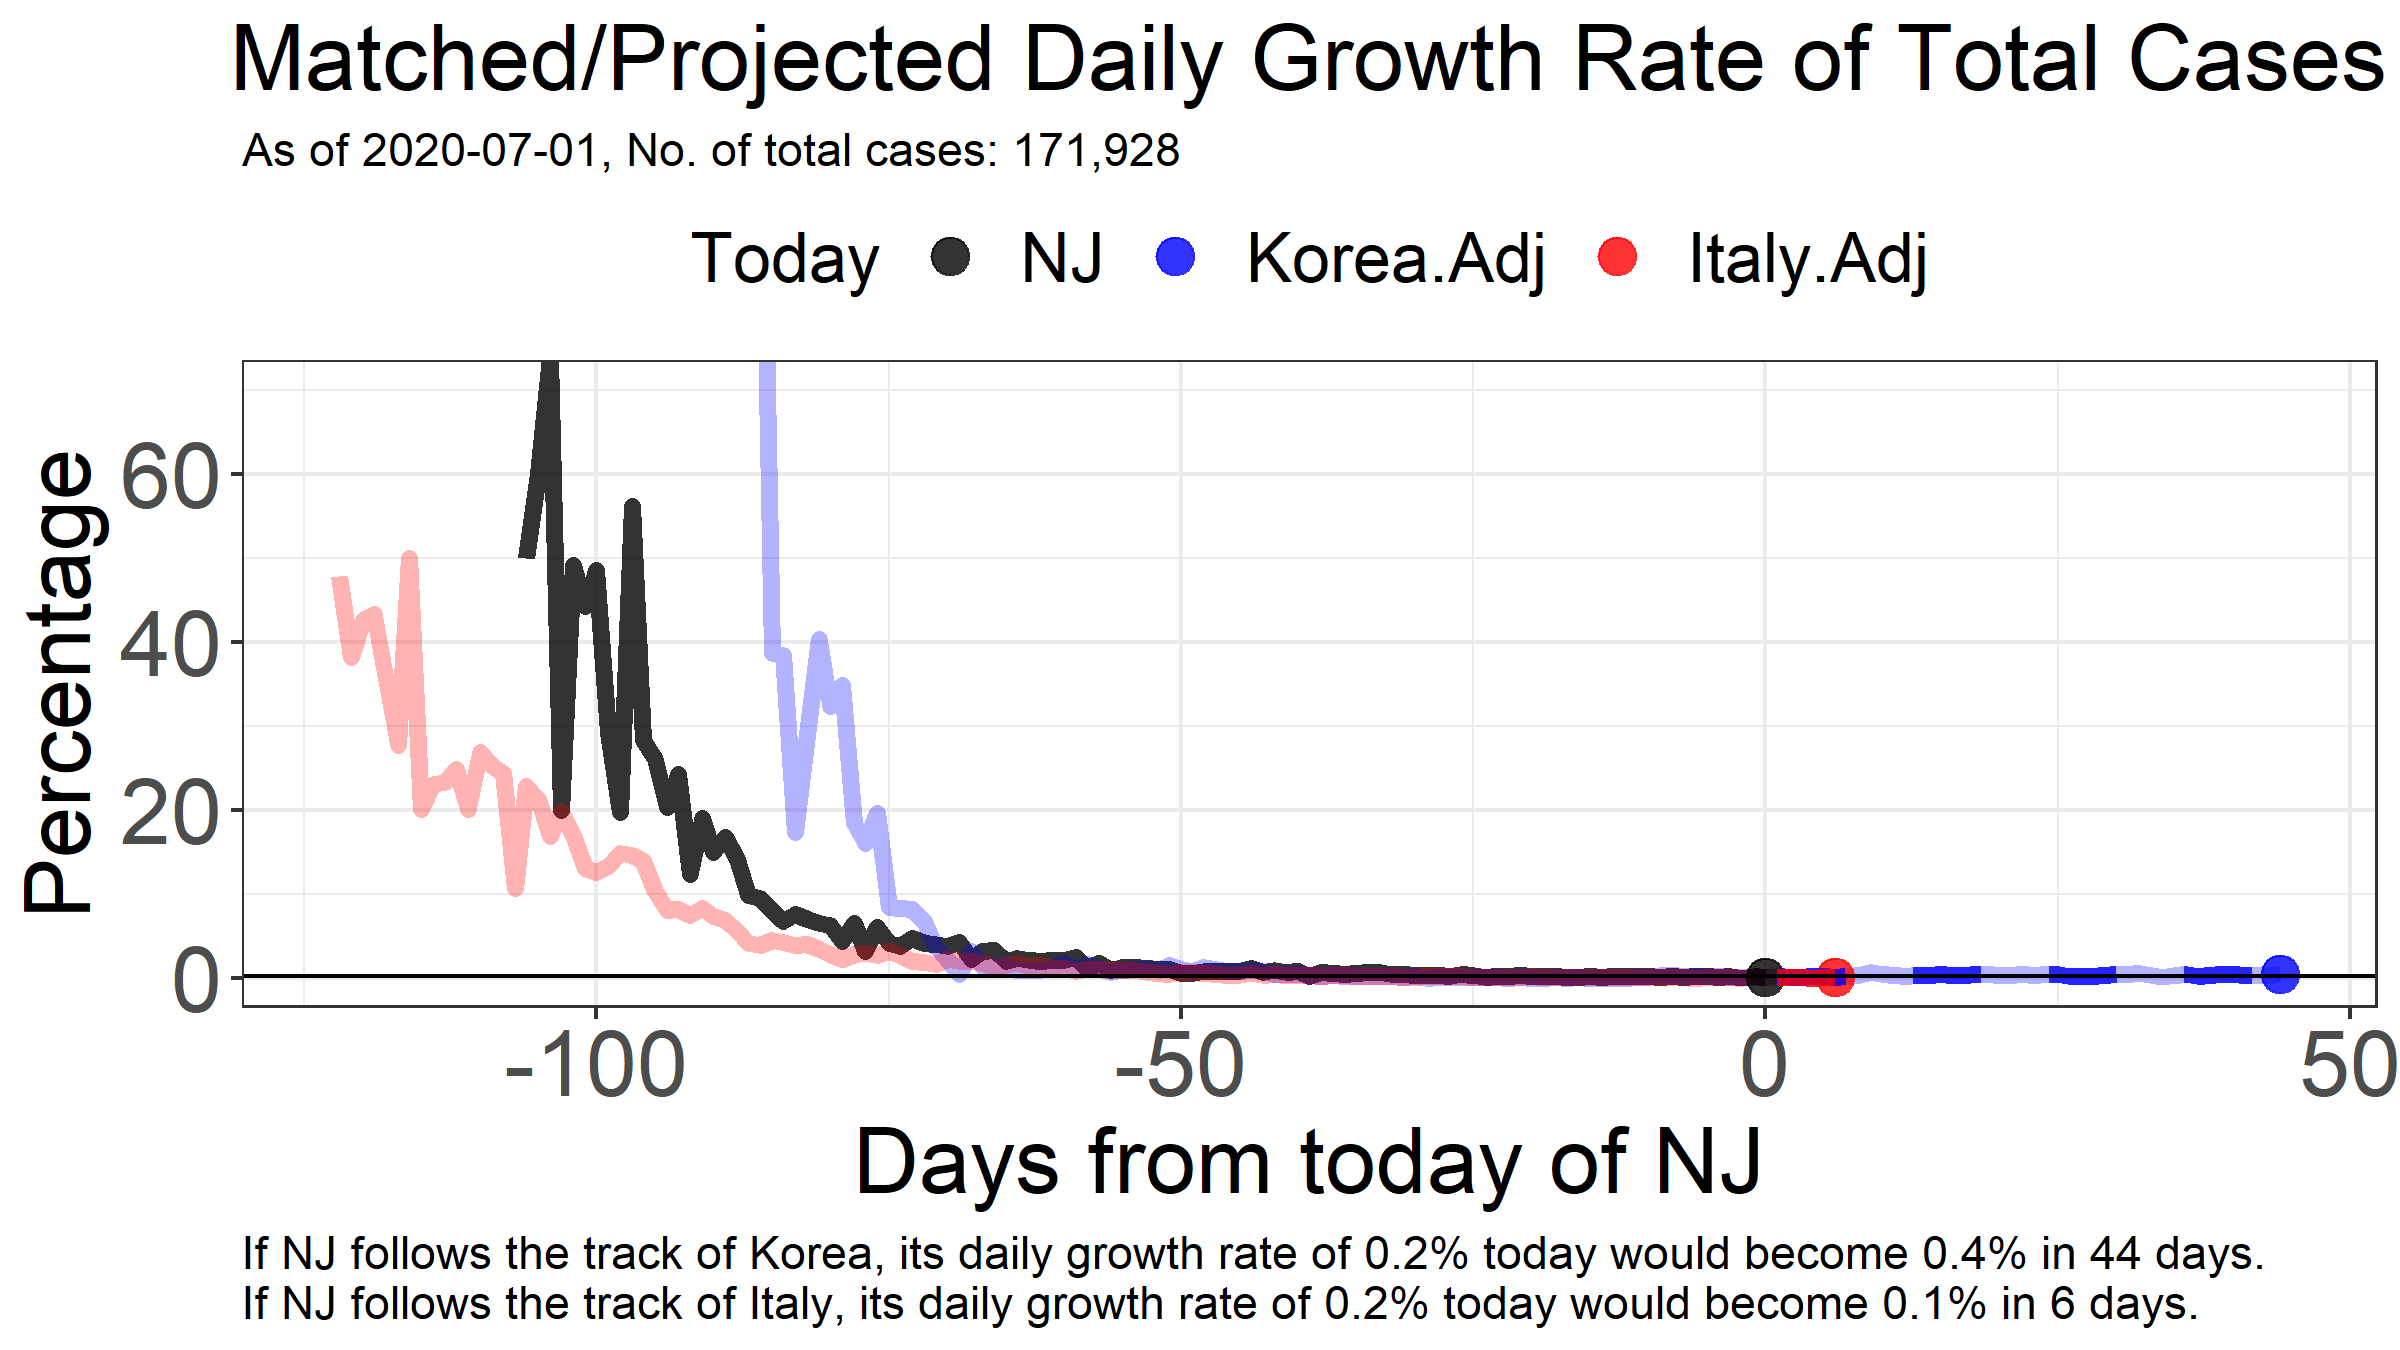 Matched/Projected Daily Growth Rate of Total Cases
As of 2020-07-01, No. of total cases: 171,928
Today NJ Korea.Adj Italy.Adj
Percentage
60
40
20
0
-100 -50 0 50
Days from today of NJ
If NJ follows the track of Korea, its daily growth rate of 0.2% today would become 0.4% in 44 days.
If NJ follows the track of Italy, its daily growth rate of 0.2% today would become 0.1% in 6 days.